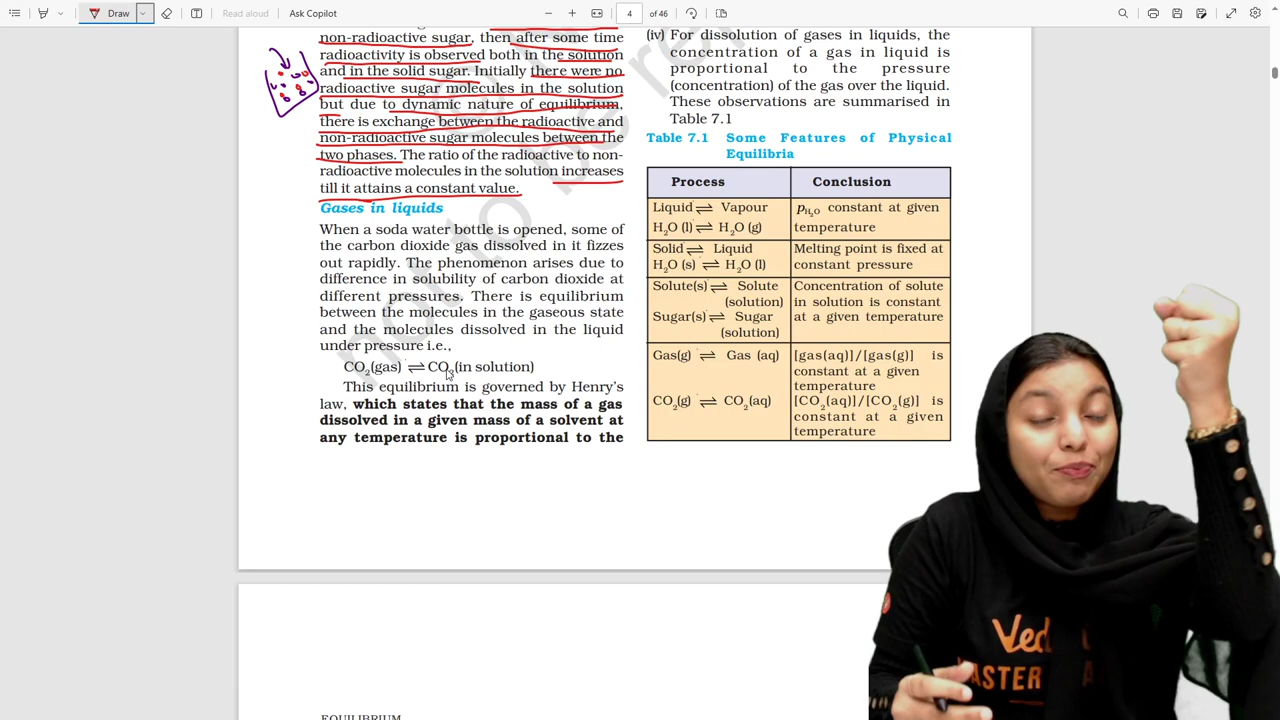 Draw
Read aloud
Ask Copilot
4
of 46
non-radioactive sugar, then after some time
radioactivity is observed both in the solution
and in the solid sugar. Initially there were no
radioactive sugar molecules in the solution
but due to dynamic nature of equilibrium,
there is exchange between the radioactive and
non-radioactive sugar molecules between the
two phases. The ratio of the radioactive to non-
radioactive molecules in the solution increases
till it attains a constant value.
Gases in liquids
When a soda water bottle is opened, some of
the carbon dioxide gas dissolved in it fizzes
out rapidly. The phenomenon arises due to
difference in solubility of carbon dioxide at
different pressures. There is equilibrium
between the molecules in the gaseous state
and the molecules dissolved in the liquid
under pressure i.e.,
CO₂(gas) ⇌ CO₂(in solution)
This equilibrium is governed by Henry's
law, which states that the mass of a gas
dissolved in a given mass of a solvent at
any temperature is proportional to the
(iv) For dissolution of gases in liquids, the
concentration of a gas in liquid is
proportional to the pressure
(concentration) of the gas over the liquid.
These observations are summarised in
Table 7.1
Table 7.1 Some Features of Physical
Equilibria
Process Conclusion
Liquid ⇌ Vapour
H₂O (l) ⇌ H₂O (g)
pH₂O constant at given
temperature
Solid ⇌ Liquid
H₂O (s) ⇌ H₂O (l)
Melting point is fixed at
constant pressure
Solute(s) ⇌ Solute
(solution)
Sugar(s) ⇌ Sugar
(solution)
Concentration of solute
in solution is constant
at a given temperature
Gas(g) ⇌ Gas (aq)
[gas(aq)]/[gas(g)] is
constant at a given
temperature
CO₂(g) ⇌ CO₂(aq)
[CO₂(aq)]/[CO₂(g)] is
constant at a given
temperature
not to be re
EQUILIBRIUM
Ved
ASTER